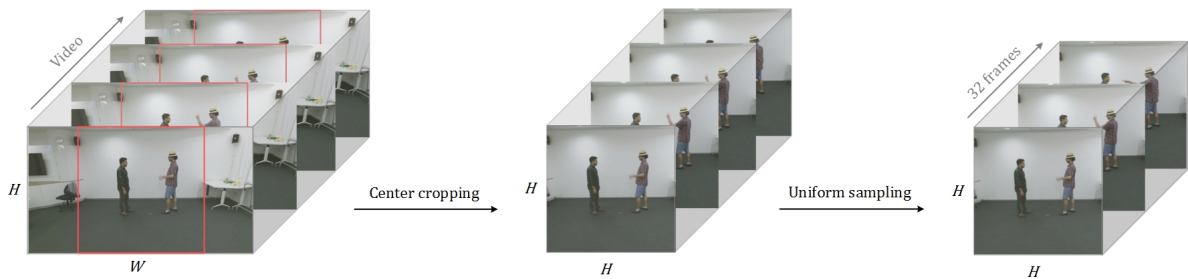 Video
H
W
Center cropping
H
H
Uniform sampling
32 frames
H
H